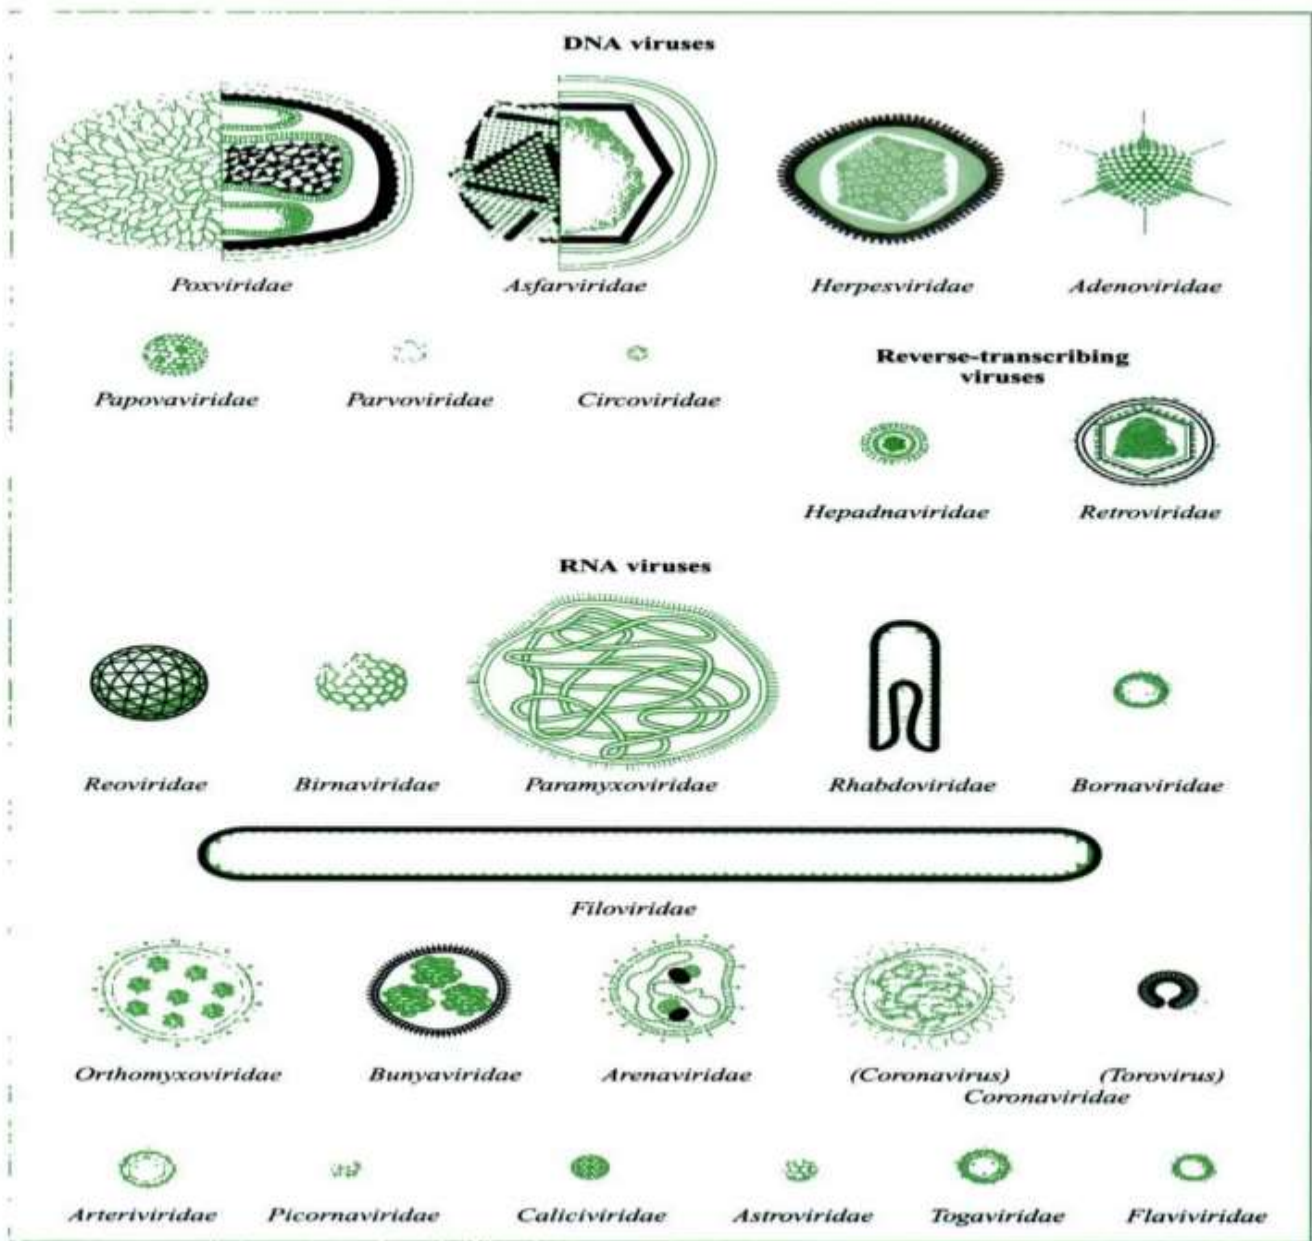 DNA viruses
Poxviridae
Asfarviridae
Herpesviridae
Adenoviridae
Papovaviridae
Parvoviridae
Circoviridae
Reverse-transcribing
viruses
Hepadnaviridae
Retroviridae
RNA viruses
Reoviridae
Birnaviridae
Paramyxoviridae
Rhabdoviridae
Bornaviridae
Filoviridae
Orthomyxoviridae
Bunyaviridae
Arenaviridae
(Coronavirus)
(Torovirus)
Coronaviridae
Arteriviridae
Picornaviridae
Caliciviridae
Astroviridae
Togaviridae
Flaviviridae